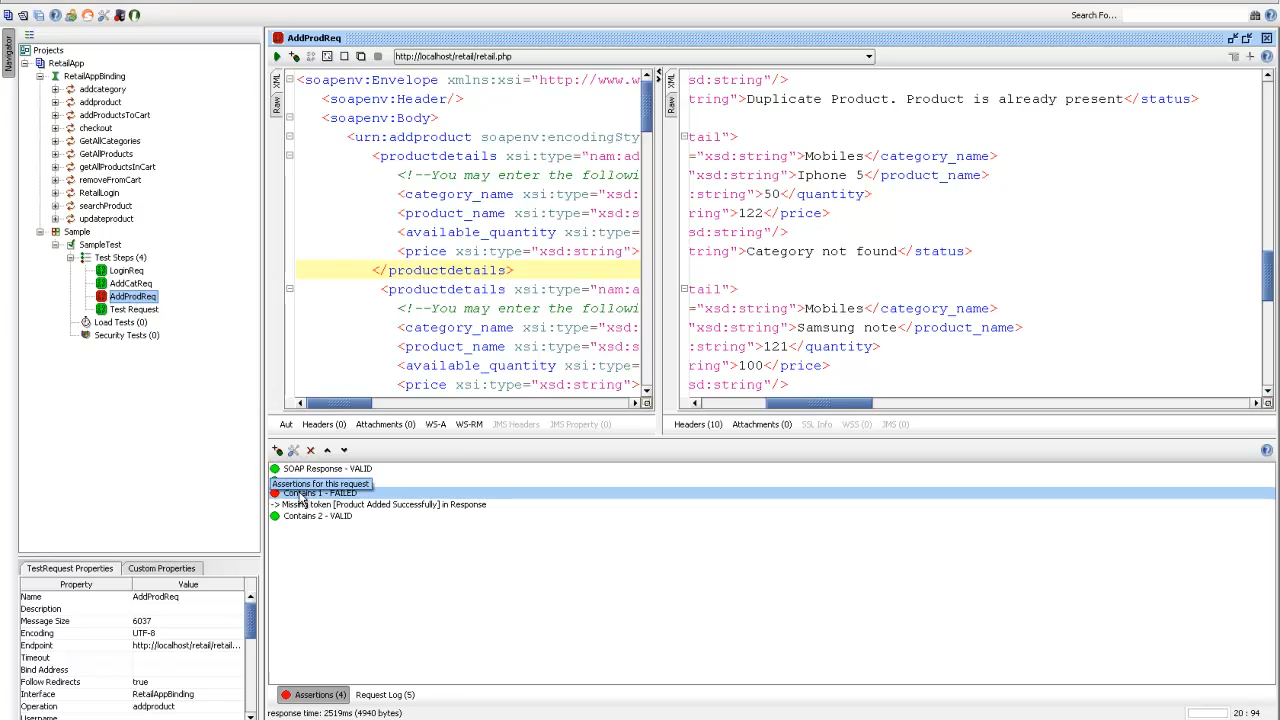 Search Fo...
Navigator
Projects
RetailApp
RetailAppBinding
addcategory
addproduct
addProductsToCart
checkout
GetAllCategories
GetAllProducts
getAllProductsInCart
removeFromCart
RetailLogin
searchProduct
updateproduct
Sample
SampleTest
Test Steps (4)
LoginReq
AddCatReq
AddProdReq
Test Request
Load Tests (0)
Security Tests (0)
TestRequest Properties Custom Properties
Property Value
Name AddProdReq
Description
Message Size 6037
Encoding UTF-8
Endpoint http://localhost/retail/retail...
Timeout
Bind Address
Follow Redirects true
Interface RetailAppBinding
Operation addproduct
Username
AddProdReq
http://localhost/retail/retail.php
XML
Raw
<soapenv:Envelope xmlns:xsi="http://www.w
<soapenv:Header/>
<soapenv:Body>
<urn:addproduct soapenv:encodingSty
<productdetails xsi:type="nam:ad
<!--You may enter the followi
<category_name xsi:type="xsd:s
<product_name xsi:type="xsd:s
<available_quantity xsi:type=
<price xsi:type="xsd:string">
</productdetails>
<productdetails xsi:type="nam:a
<!--You may enter the followi
<category_name xsi:type="xsd:s
<product_name xsi:type="xsd:s
<available_quantity xsi:type=
<price xsi:type="xsd:string">
Aut Headers (0) Attachments (0) WS-A WS-RM JMS Headers JMS Property (0)
XML
Raw
sd:string"/>
tring">Duplicate Product. Product is already present</status>
tail">
="xsd:string">Mobiles</category_name>
xsd:string">Iphone 5</product_name>
:string">50</quantity>
ring">122</price>
sd:string"/>
tring">Category not found</status>
tail">
="xsd:string">Mobiles</category_name>
xsd:string">Samsung note</product_name>
:string">121</quantity>
ring">100</price>
sd:string"/>
Headers (10) Attachments (0) SSL Info WSS (0) JMS (0)
SOAP Response - VALID
Assertions for this request
Contains 1 - FAILED
-> Missing token [Product Added Successfully] in Response
Contains 2 - VALID
Assertions (4) Request Log (5)
response time: 2519ms (4940 bytes)
20 : 94